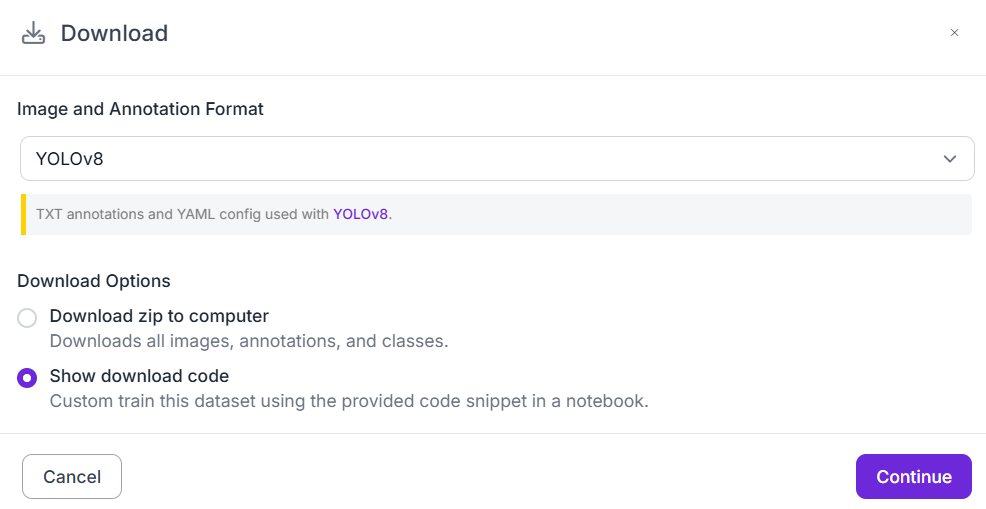 Download
Image and Annotation Format
YOLOv8
TXT annotations and YAML config used with YOLOv8.
Download Options
Download zip to computer
Downloads all images, annotations, and classes.
Show download code
Custom train this dataset using the provided code snippet in a notebook.
Cancel
Continue